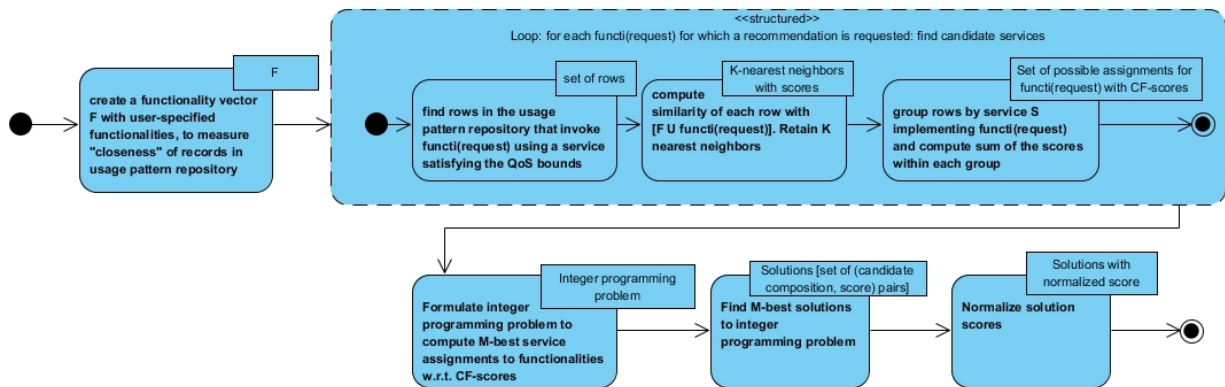 <<structured>>
Loop: for each functi(request) for which a recommendation is requested: find candidate services
F
create a functionality vector
F with user-specified
functionalities, to measure
"closeness" of records in
usage pattern repository
set of rows
find rows in the usage
pattern repository that invoke
functi(request) using a service
satisfying the QoS bounds
K-nearest neighbors
with scores
compute
similarity of each row with
[F U functi(request)]. Retain K
nearest neighbors
Set of possible assignments for
functi(request) with CF-scores
group rows by service S
implementing functi(request)
and compute sum of the scores
within each group
Integer programming
problem
Formulate integer
programming problem to
compute M-best service
assignments to functionalities
w.r.t. CF-scores
Solutions [set of (candidate
composition, score) pairs]
Find M-best solutions
to integer
programming problem
Solutions with
normalized score
Normalize solution
scores